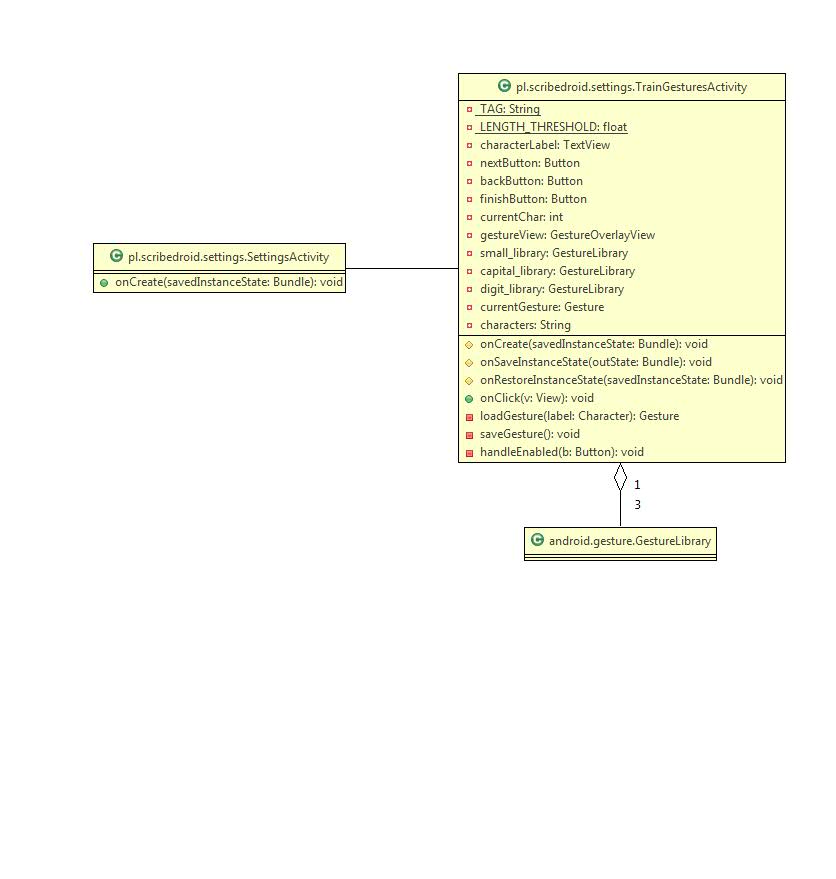 pl.scribedroid.settings.TrainGesturesActivity
TAG: String
LENGTH_THRESHOLD: float
characterLabel: TextView
nextButton: Button
backButton: Button
finishButton: Button
currentChar: int
gestureView: GestureOverlayView
small_library: GestureLibrary
capital_library: GestureLibrary
digit_library: GestureLibrary
currentGesture: Gesture
characters: String
onCreate(savedInstanceState: Bundle): void
onSaveInstanceState(outState: Bundle): void
onRestoreInstanceState(savedInstanceState: Bundle): void
onClick(v: View): void
loadGesture(label: Character): Gesture
saveGesture(): void
handleEnabled(b: Button): void
C pl.scribedroid.settings.SettingsActivity
onCreate(savedInstanceState: Bundle): void
1
3
C android.gesture.GestureLibrary